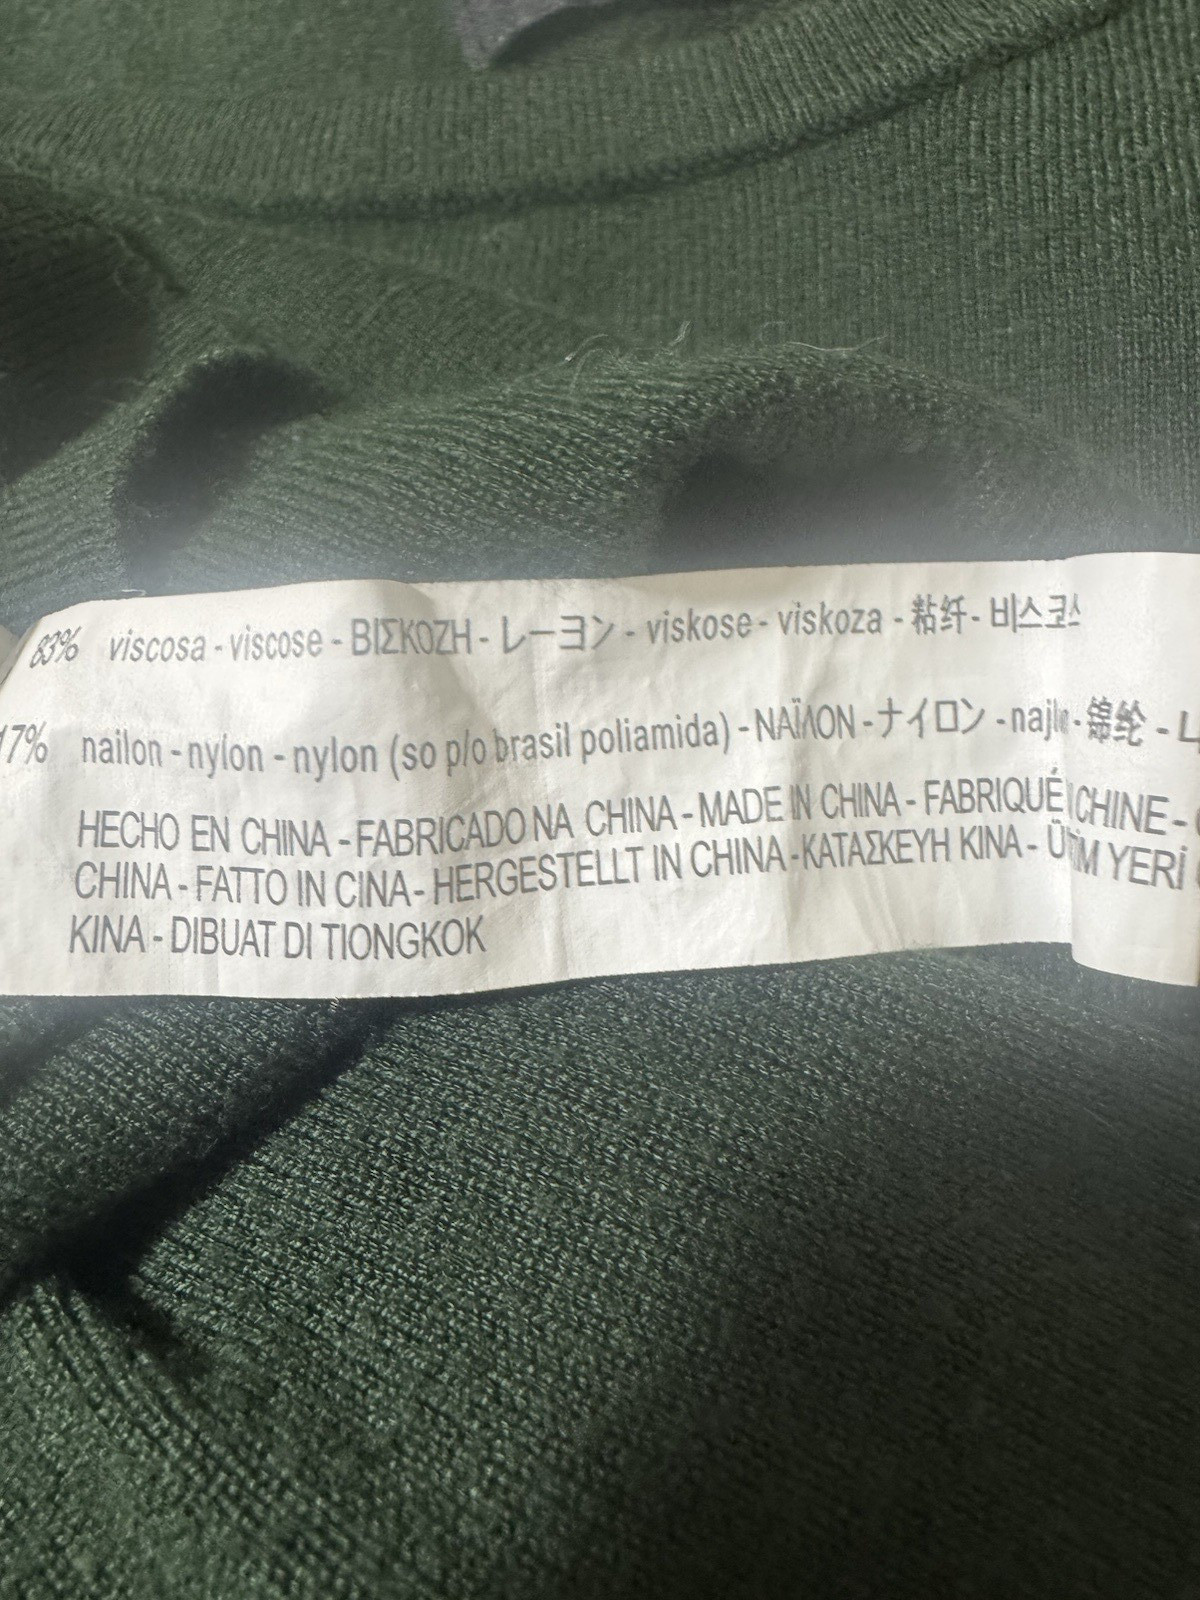 83% viscosa - viscose - ΒΙΣΚΟΖΗ - レーヨン - viskose - viskoza - 粘纤 - 비스코스
17% nailon - nylon - nylon (so p/o brasil poliamida) - ΝΑΪΛΟΝ - ナイロン - 锦纶 -
HECHO EN CHINA - FABRICADO NA CHINA - MADE IN CHINA - FABRIQUÉ CHINE -
CHINA - FATTO IN CINA - HERGESTELLT IN CHINA - ΚΑΤΑΣΚΕΥΗ ΚΙΝΑ - YERİ
KINA - DIBUAT DI TIONGKOK